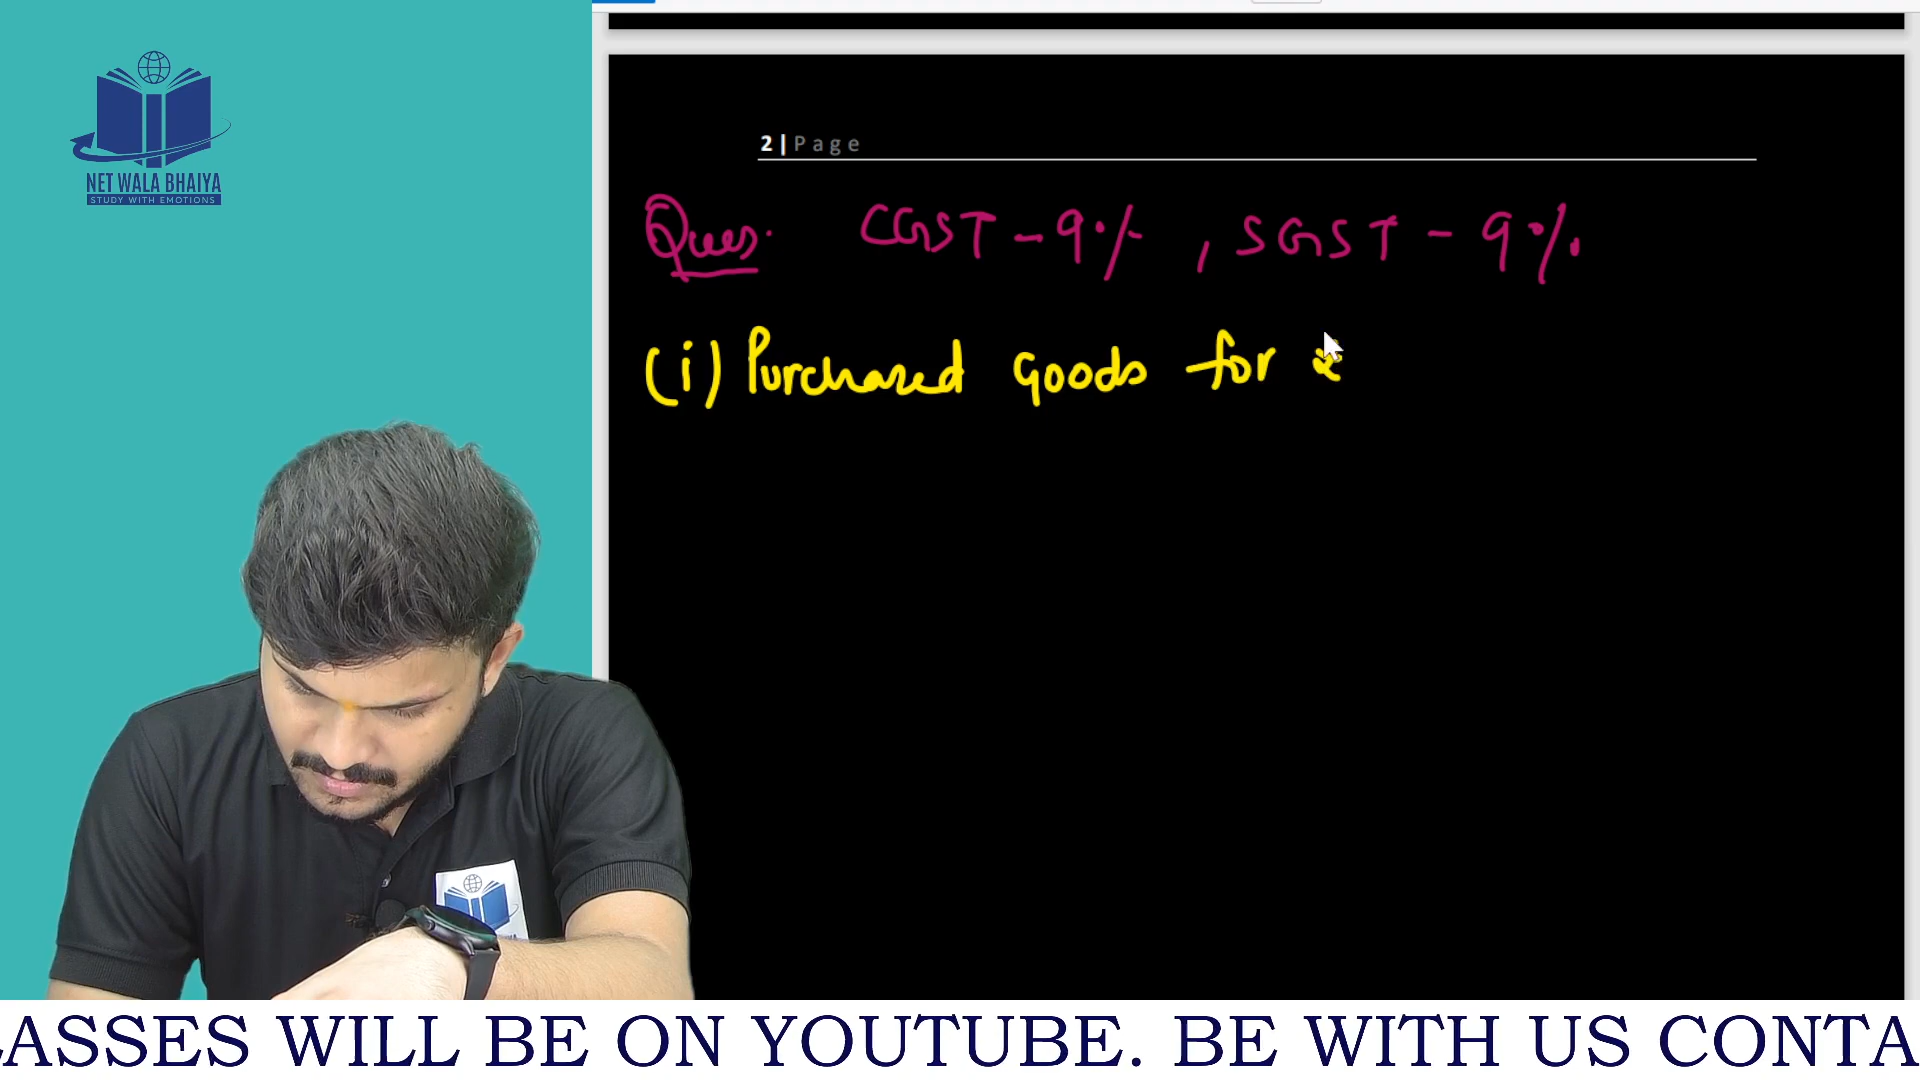 NET WALA BHAIYA
STUDY WITH EMOTIONS
2 | Page
Ques. CGST - 9% , SGST - 9%
(i) Purchased Goods for
LASSES WILL BE ON YOUTUBE. BE WITH US CONTA